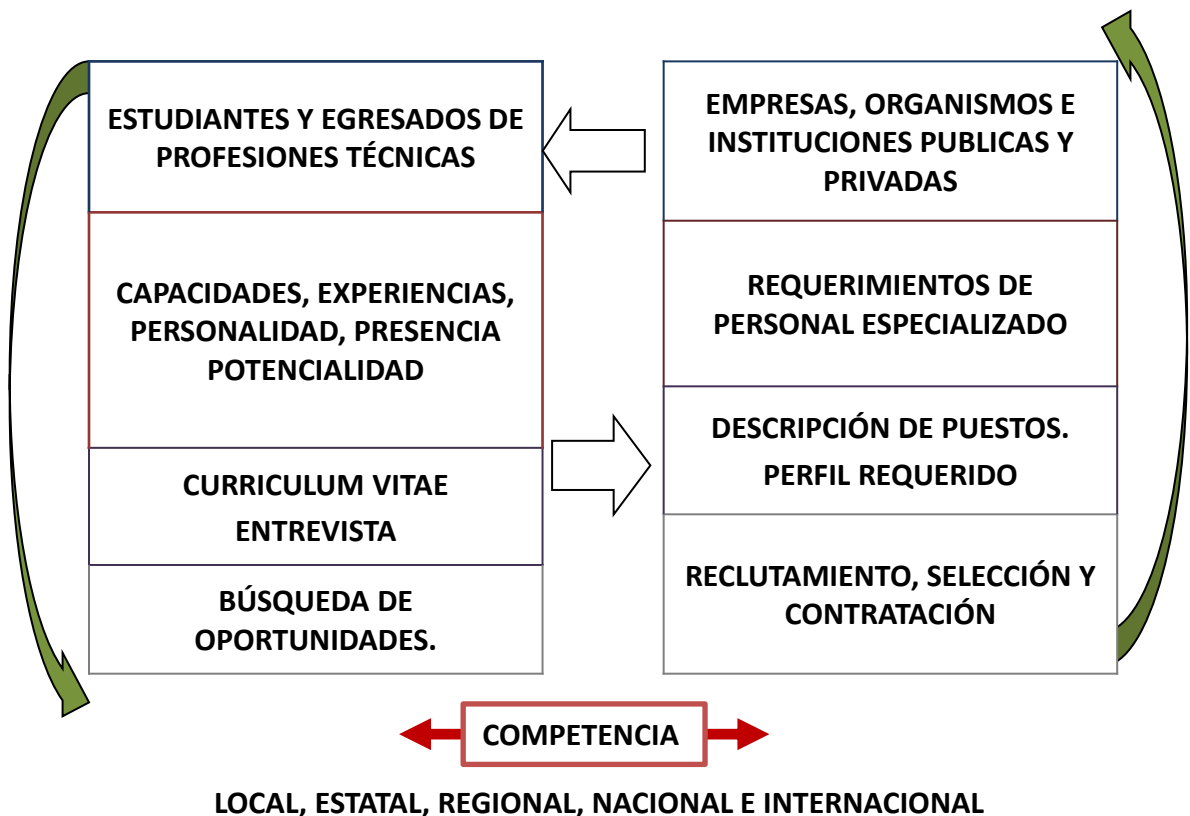 ESTUDIANTES Y EGRESADOS DE
PROFESIONES TÉCNICAS
CAPACIDADES, EXPERIENCIAS,
PERSONALIDAD, PRESENCIA
POTENCIALIDAD
CURRICULUM VITAE
ENTREVISTA
BÚSQUEDA DE
OPORTUNIDADES.
EMPRESAS, ORGANISMOS E
INSTITUCIONES PUBLICAS Y
PRIVADAS
REQUERIMIENTOS DE
PERSONAL ESPECIALIZADO
DESCRIPCIÓN DE PUESTOS.
PERFIL REQUERIDO
RECLUTAMIENTO, SELECCIÓN Y
CONTRATACIÓN
COMPETENCIA
LOCAL, ESTATAL, REGIONAL, NACIONAL E INTERNACIONAL